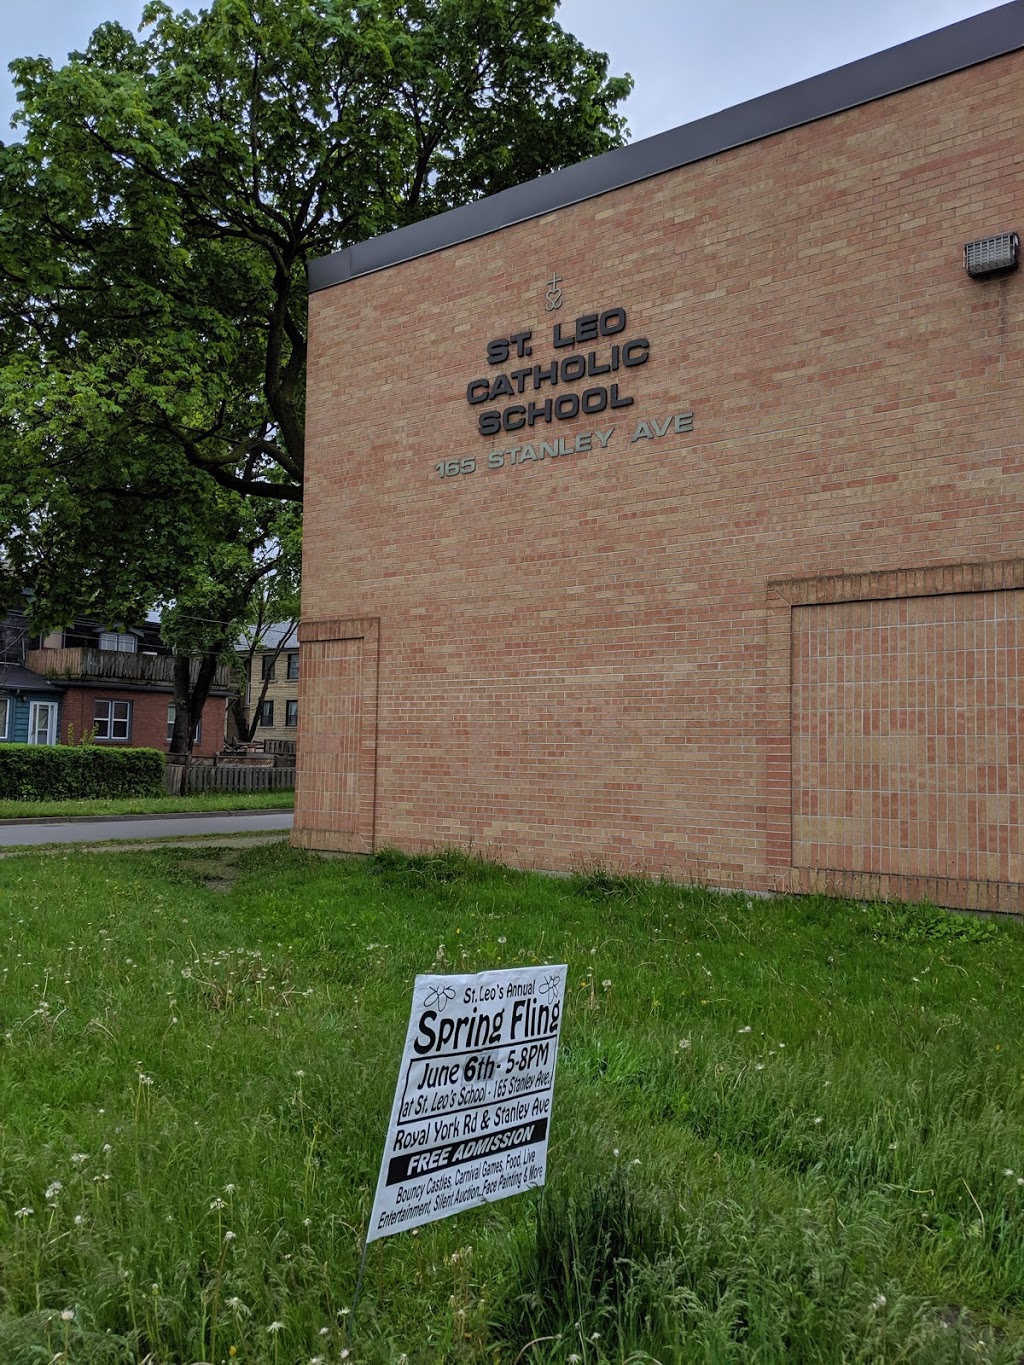 ST. LEO
CATHOLIC
SCHOOL
165 STANLEY AVE
St. Leo's Annual
Spring Fling
June 6th - 5-8PM
at St. Leo's School - 165 Stanley Ave.
Royal York Rd & Stanley Ave
FREE ADMISSION
Bouncy Castles, Carnival Games, Food, Live
Entertainment, Silent Auction...Face Painting & More